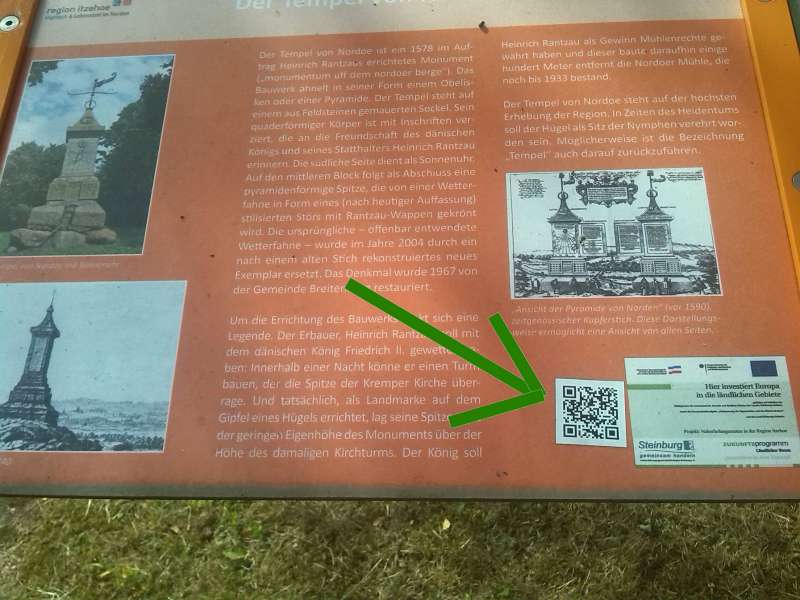 region itzehoe
Der Tempel
Der Tempel von Nordoe ist ein 1578 im Auf-
trag Heinrich Rantzaus errichtetes Monument
(„monumentum uff dem nordoer berge"). Das
Bauwerk ähnelt in seiner Form einem Obelis-
ken oder einer Pyramide. Der Tempel steht auf
einem aus Feldsteinen gemauerten Sockel. Sein
quaderförmiger Körper ist mit Inschriften ver-
ziert, die an die Freundschaft des dänischen
Königs und seines Statthalters Heinrich Rantzau
erinnern. Die südliche Seite dient als Sonnenuhr.
Auf den mittleren Block folgt als Abschluss eine
pyramidenförmige Spitze, die von einer Wetter-
fahne in Form eines (nach heutiger Auffassung)
stilisierten Störs mit Rantzau-Wappen gekrönt
wird. Die ursprüngliche – offenbar entwendete
Wetterfahne – wurde im Jahre 2004 durch ein
nach einem alten Stich rekonstruiertes neues
Exemplar ersetzt. Das Denkmal wurde 1967 von
der Gemeinde restauriert.
Um die Errichtung des Bauwerks sich eine
Legende. Der Erbauer, Heinrich Rantzau, soll mit
dem dänischen König Friedrich II. gewettet
ben: Innerhalb einer Nacht könne er einen Turm
bauen, der die Spitze der Kremper Kirche über-
rage. Und tatsächlich, als Landmarke auf dem
Gipfel eines Hügels errichtet, lag seine Spitze
der geringen) Eigenhöhe des Monuments über der
Höhe des damaligen Kirchturms. Der König soll
Heinrich Rantzau als Gewinn Mühlenrechte ge-
währt haben und dieser baute daraufhin einige
hundert Meter entfernt die Nordoer Mühle, die
noch bis 1933 bestand.
Der Tempel von Nordoe steht auf der höchsten
Erhebung der Region. In Zeiten des Heidentums
soll der Hügel als Sitz der Nymphen verehrt wor-
den sein. Möglicherweise ist die Bezeichnung
„Tempel" auch darauf zurückzuführen.
„Ansicht der Pyramide von Norden" (vor 1590),
zeitgenössischer Kupferstich. Diese Darstellungs-
weise ermöglicht eine Ansicht von allen Seiten.
Hier investiert Europa
in die ländlichen Gebiete
Steinburg
gemeinsam handeln
ZUKUNFTSprogramm
Ländlicher Raum